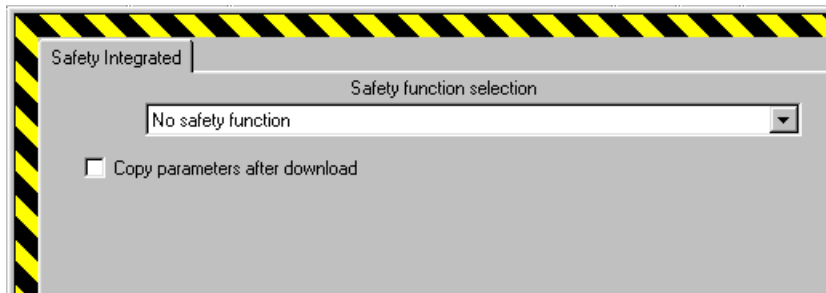 Safety Integrated
Safety function selection
No safety function
Copy parameters after download